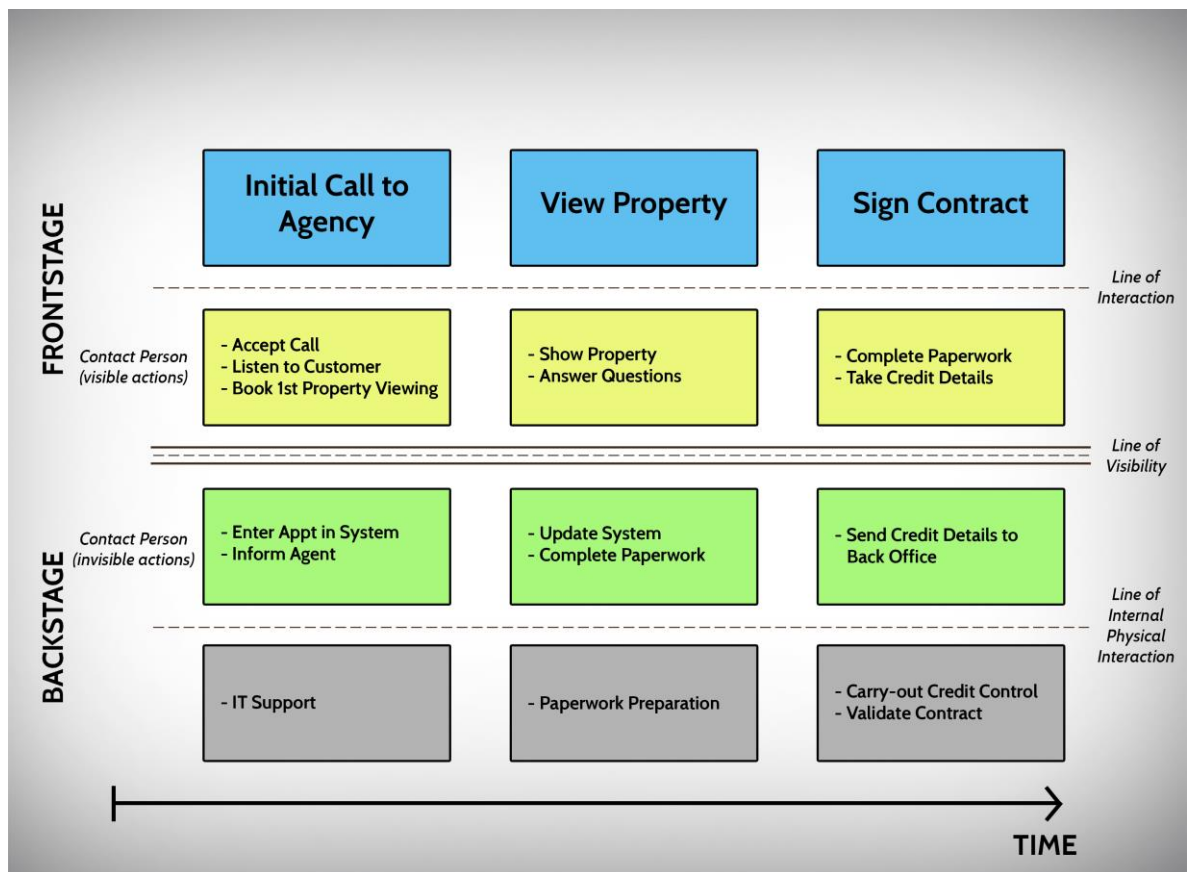 FRONTSTAGE
Initial Call to
Agency
View Property
Sign Contract
Line of
Interaction
Contact Person
(visible actions)
- Accept Call
- Listen to Customer
- Book 1st Property Viewing
- Show Property
- Answer Questions
- Complete Paperwork
- Take Credit Details
Line of
Visibility
BACKSTAGE
Contact Person
(invisible actions)
- Enter Appt in System
- Inform Agent
- Update System
- Complete Paperwork
- Send Credit Details to
Back Office
Line of
Internal
Physical
Interaction
- IT Support
- Paperwork Preparation
- Carry-out Credit Control
- Validate Contract
TIME